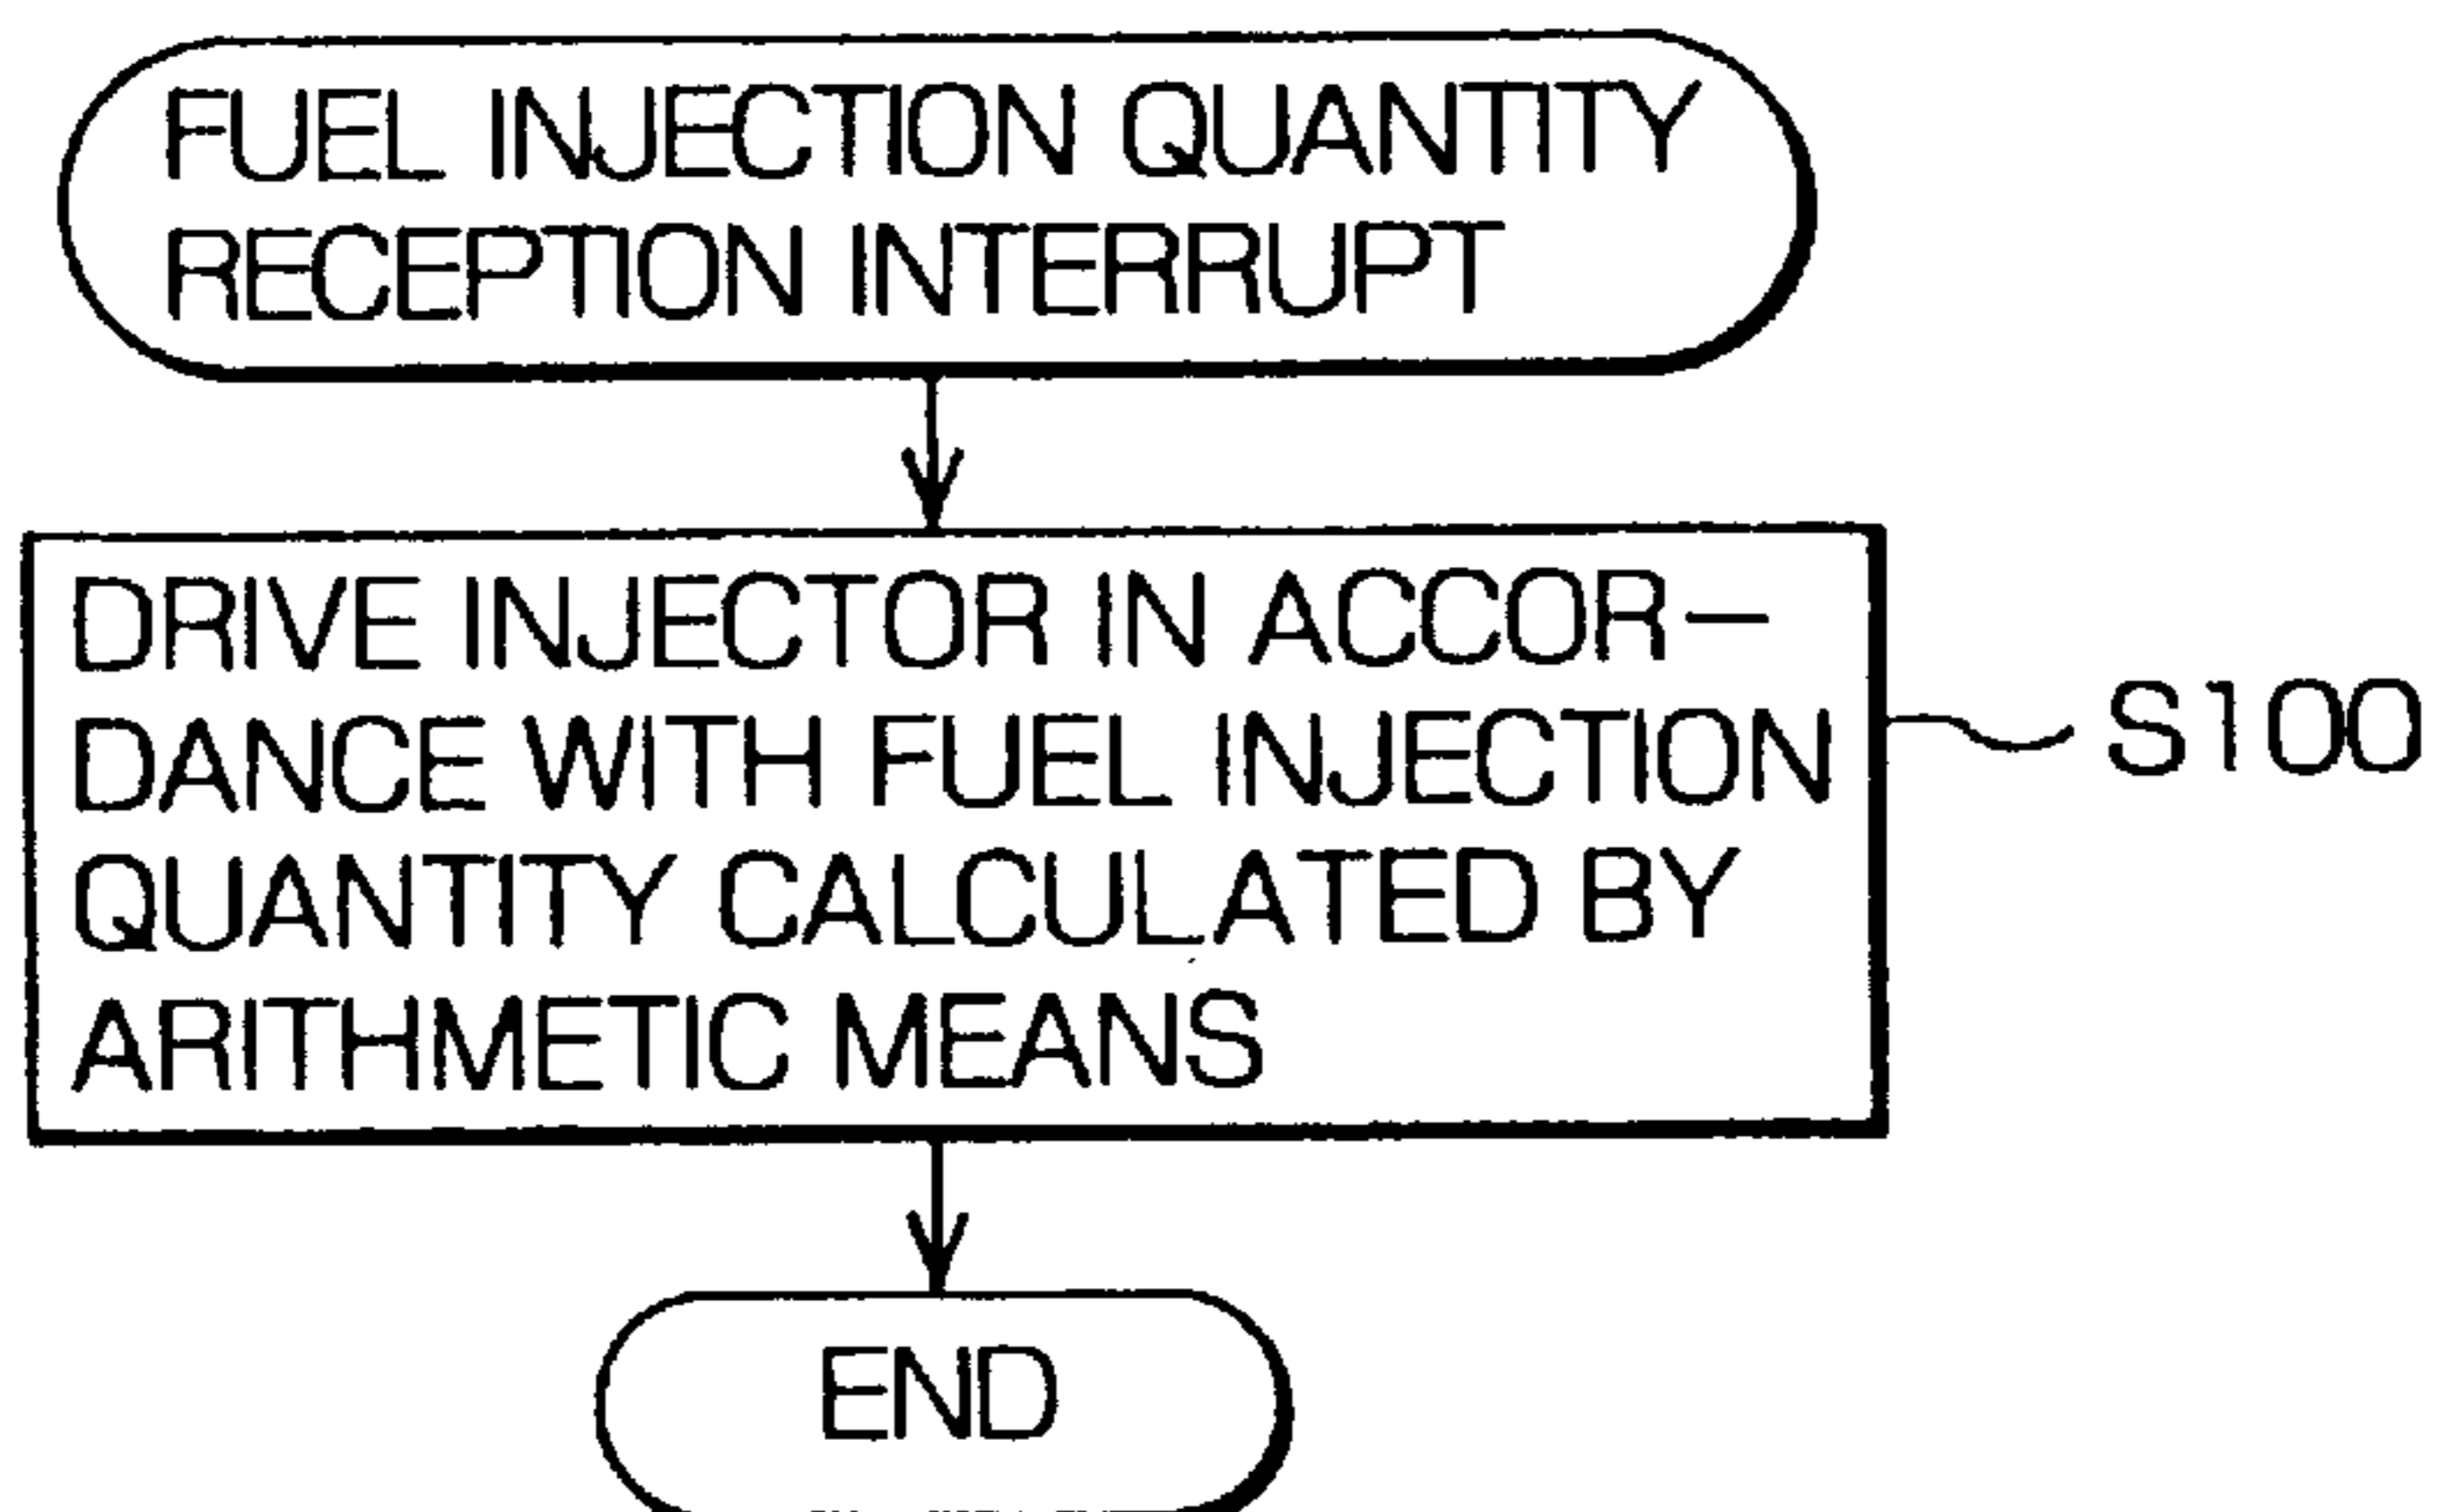 FUEL INJECTION QUANTITY
RECEPTION INTERRUPT
DRIVE INJECTOR IN ACCOR-
DANCE WITH FUEL INJECTION
QUANTITY CALCULATED BY
ARITHMETIC MEANS
S100
END